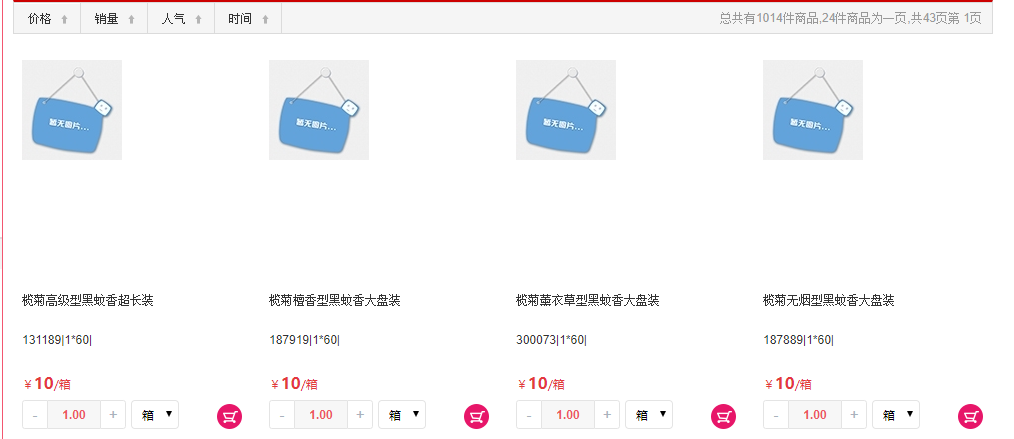 价格 销量 人气 时间 总共有1014件商品,24件商品为一页,共43页第 1页
暂无图片... 暂无图片... 暂无图片... 暂无图片...
榄菊高级型黑蚊香超长装 榄菊檀香型黑蚊香大盘装 榄菊薰衣草型黑蚊香大盘装 榄菊无烟型黑蚊香大盘装
131189|1*60| 187919|1*60| 300073|1*60| 187889|1*60|
￥10/箱 ￥10/箱 ￥10/箱 ￥10/箱
- 1.00 + 箱 - 1.00 + 箱 - 1.00 + 箱 - 1.00 + 箱